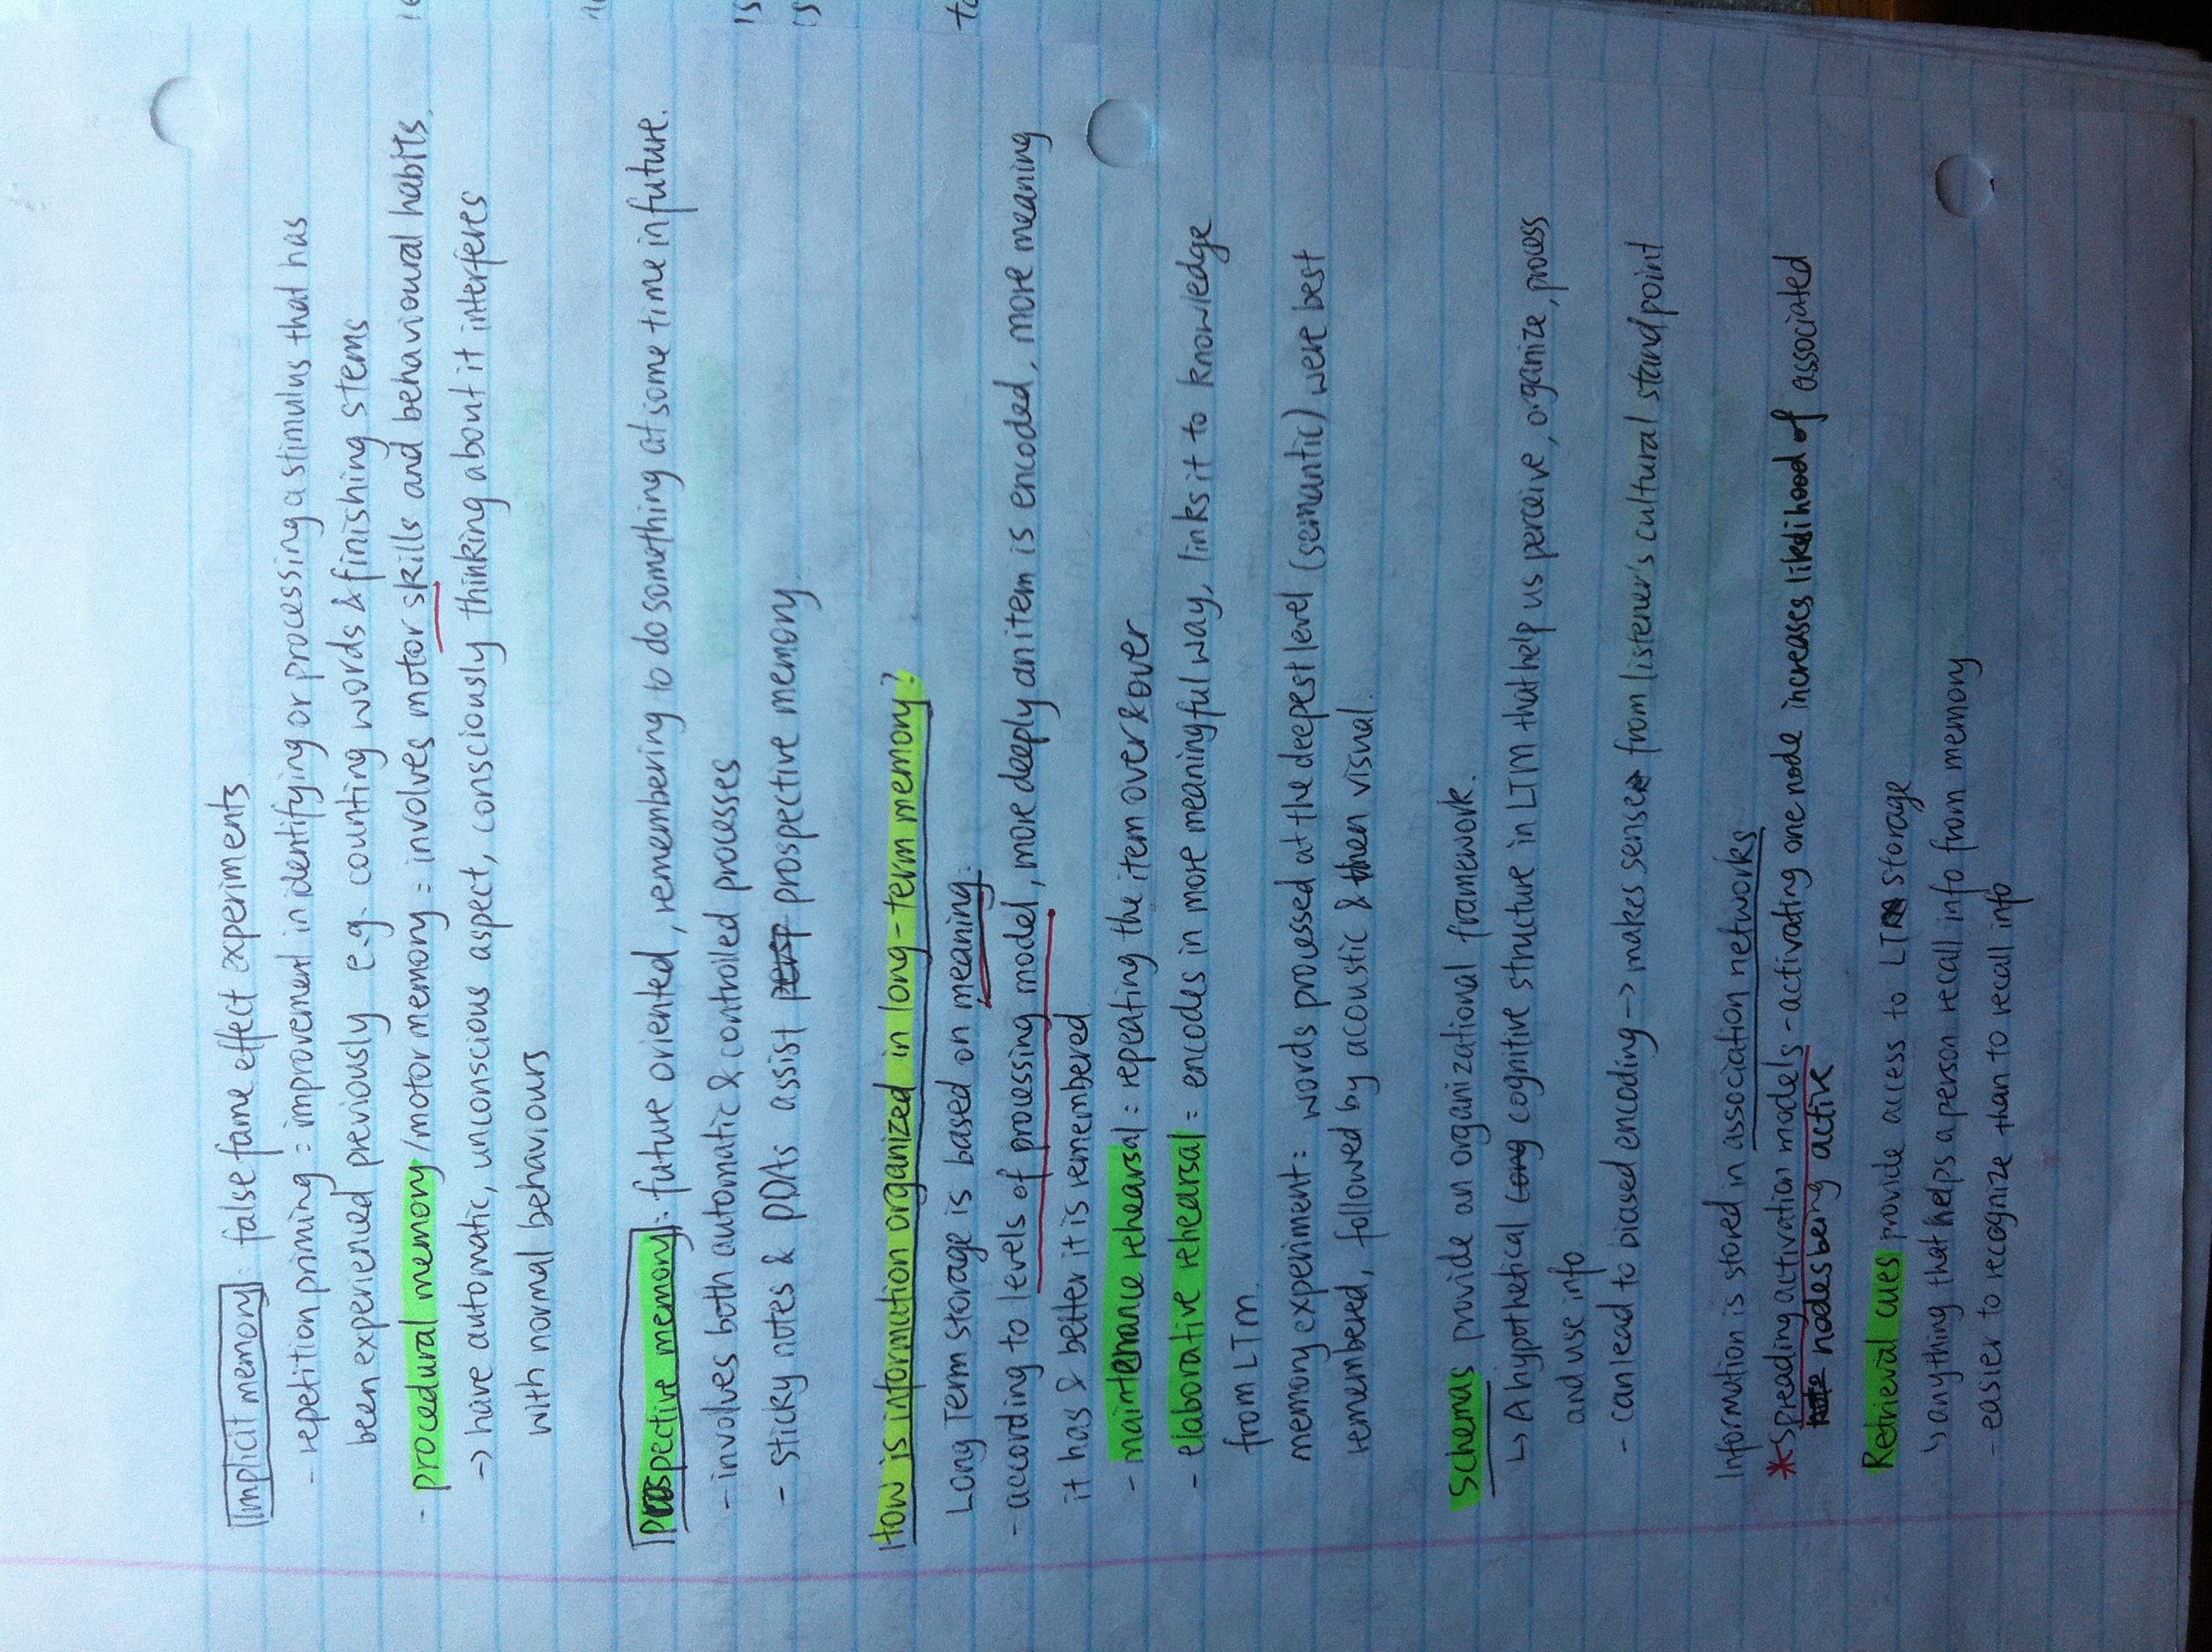 Implicit memory: false fame effect experiments
- repetition priming = improvement in identifying or processing a stimulus that has
been experienced previously e.g. counting words & finishing stems
- procedural memory/motor memory = involves motor skills and behavioural habits,
→ have automatic, unconscious aspect, consciously thinking about it interferes
with normal behaviours
Prospective memory: future oriented, remembering to do something at some time in future.
- involves both automatic & controlled processes
- sticky notes & PDAs assist prospective memory.
How is information organized in long-term memory?
Long Term storage is based on meaning.
- according to levels of processing model, more deeply an item is encoded, more meaning
it has & better it is remembered
- maintenance rehearsal = repeating the item over & over
- elaborative rehearsal = encodes in more meaningful way, links it to knowledge
from LTM.
memory experiment: words processed at the deepest level (semantic) were best
remembered, followed by acoustic & then visual.
Schemas provide an organizational framework.
↳ A hypothetical cognitive structure in LTM that help us perceive, organize, process
and use info
- can lead to biased encoding → makes sense from listener's cultural standpoint
Information is stored in association networks
*Spreading activation models - activating one node increases likelihood of associated
nodes being active
Retrieval cues provide access to LT storage
↳ anything that helps a person recall info from memory
- easier to recognize than to recall info